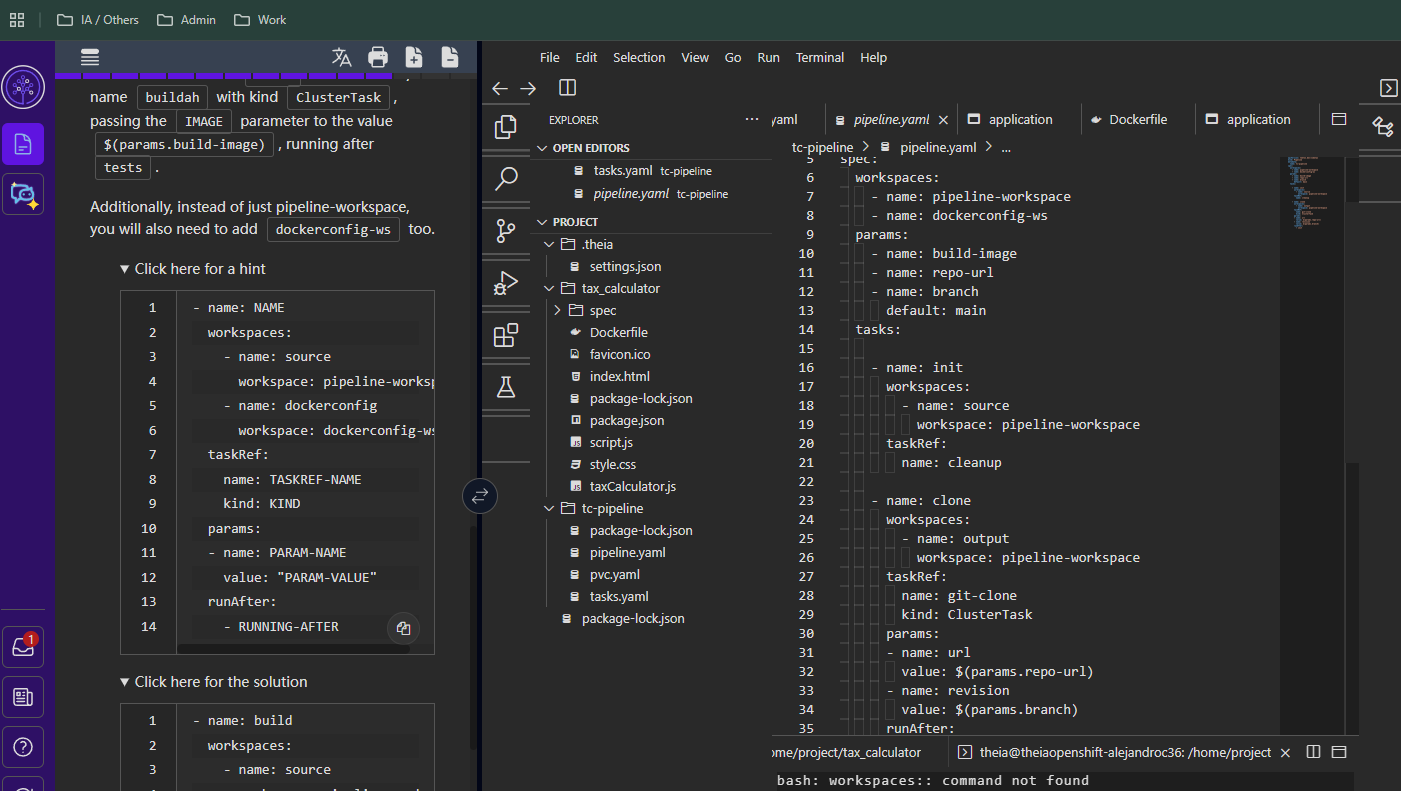 IA / Others
Admin
Work
name buildah with kind ClusterTask ,
passing the IMAGE parameter to the value
$(params.build-image) , running after
tests .
Additionally, instead of just pipeline-workspace,
you will also need to add dockerconfig-ws too.
▼ Click here for a hint
1 - name: NAME
2 workspaces:
3 - name: source
4 workspace: pipeline-worksp
5 - name: dockerconfig
6 workspace: dockerconfig-ws
7 taskRef:
8 name: TASKREF-NAME
9 kind: KIND
10 params:
11 - name: PARAM-NAME
12 value: "PARAM-VALUE"
13 runAfter:
14 - RUNNING-AFTER
▼ Click here for the solution
1 - name: build
2 workspaces:
3 - name: source
1
File Edit Selection View Go Run Terminal Help
EXPLORER ...
OPEN EDITORS
tasks.yaml tc-pipeline
pipeline.yaml tc-pipeline
PROJECT
.theia
settings.json
tax_calculator
spec
Dockerfile
favicon.ico
index.html
package-lock.json
package.json
script.js
style.css
taxCalculator.js
tc-pipeline
package-lock.json
pipeline.yaml
pvc.yaml
tasks.yaml
package-lock.json
yaml
pipeline.yaml
application
Dockerfile
application
tc-pipeline > pipeline.yaml > ...
5 spec:
6 workspaces:
7 - name: pipeline-workspace
8 - name: dockerconfig-ws
9 params:
10 - name: build-image
11 - name: repo-url
12 - name: branch
13 default: main
14 tasks:
15
16 - name: init
17 workspaces:
18 - name: source
19 workspace: pipeline-workspace
20 taskRef:
21 name: cleanup
22
23 - name: clone
24 workspaces:
25 - name: output
26 workspace: pipeline-workspace
27 taskRef:
28 name: git-clone
29 kind: ClusterTask
30 params:
31 - name: url
32 value: $(params.repo-url)
33 - name: revision
34 value: $(params.branch)
35 runAfter:
ome/project/tax_calculator
theia@theiaopenshift-alejandroc36: /home/project
bash: workspaces:: command not found